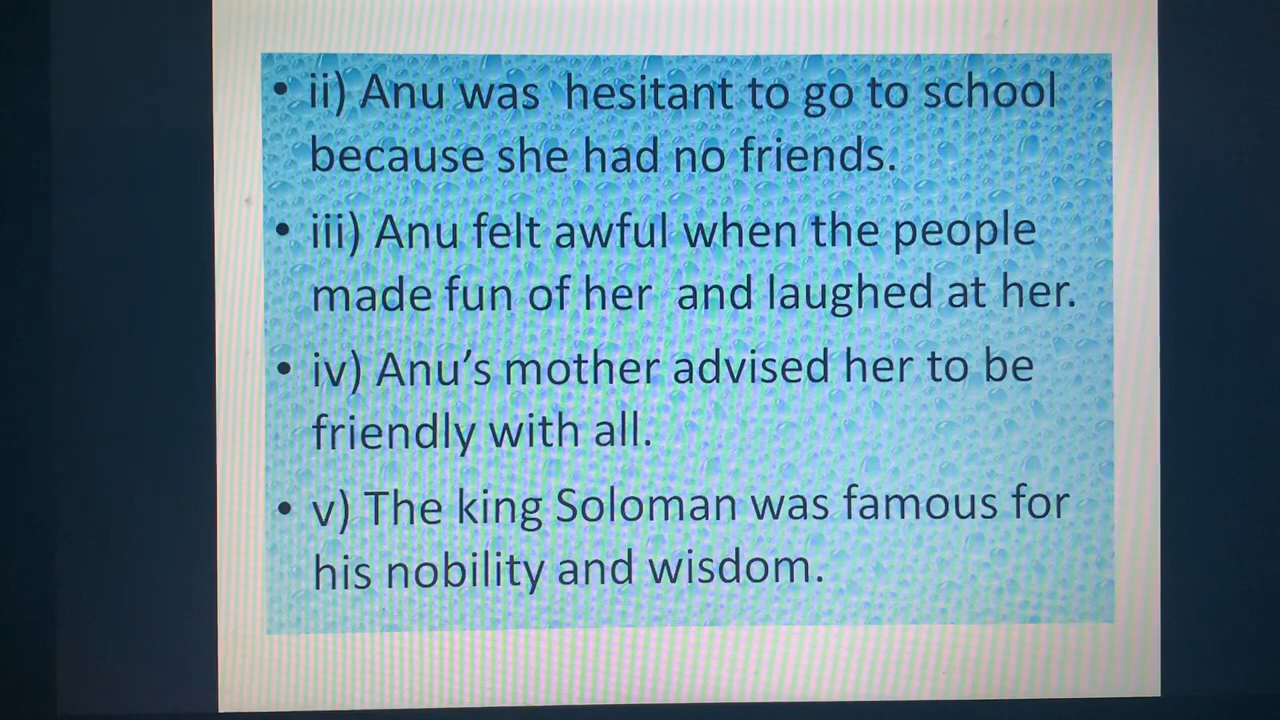 • ii) Anu was hesitant to go to school
because she had no friends.
• iii) Anu felt awful when the people
made fun of her and laughed at her.
• iv) Anu’s mother advised her to be
friendly with all.
• v) The king Soloman was famous for
his nobility and wisdom.